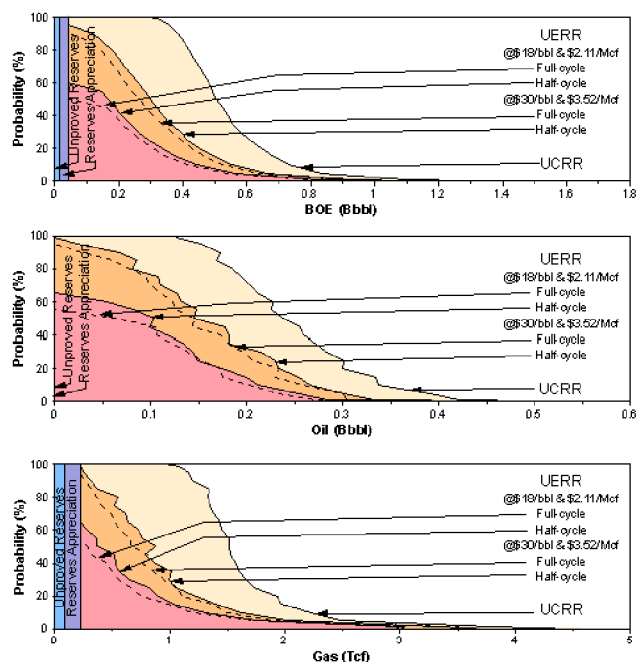 100
80
60
40
20
0
Probability (%)
Unproved Reserves
Reserves Appreciation
UERR
@$18/bbl & $2.11/Mcf
Full-cycle
Half-cycle
@$30/bbl & $3.52/Mcf
Full-cycle
Half-cycle
UCRR
0 0.2 0.4 0.6 0.8 1 1.2 1.4 1.6 1.8
BOE (Bbbl)
100
80
60
40
20
0
Probability (%)
Unproved Reserves
Reserves Appreciation
UERR
@$18/bbl & $2.11/Mcf
Full-cycle
Half-cycle
@$30/bbl & $3.52/Mcf
Full-cycle
Half-cycle
UCRR
0 0.1 0.2 0.3 0.4 0.5 0.6
Oil (Bbbl)
100
80
60
40
20
0
Probability (%)
Unproved Reserves
Reserves Appreciation
UERR
@$18/bbl & $2.11/Mcf
Full-cycle
Half-cycle
@$30/bbl & $3.52/Mcf
Full-cycle
Half-cycle
UCRR
0 1 2 3 4 5
Gas (Tcf)